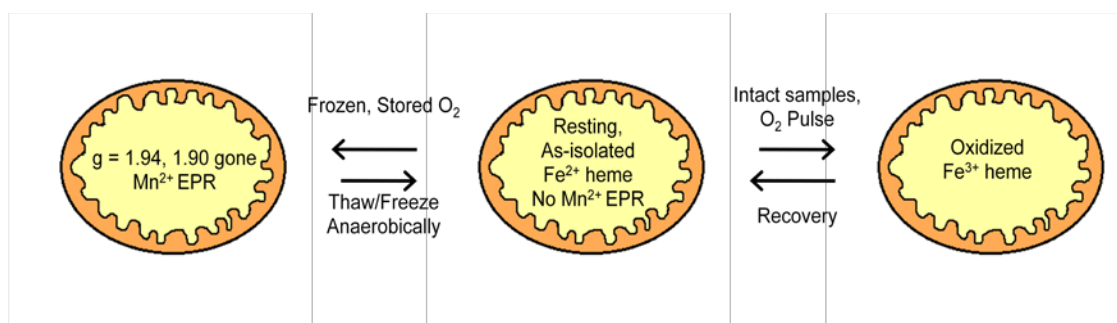 g = 1.94, 1.90 gone
Mn²⁺ EPR
Frozen, Stored O₂
Thaw/Freeze
Anaerobically
Resting,
As-isolated
Fe²⁺ heme
No Mn²⁺ EPR
Intact samples,
O₂ Pulse
Recovery
Oxidized
Fe³⁺ heme